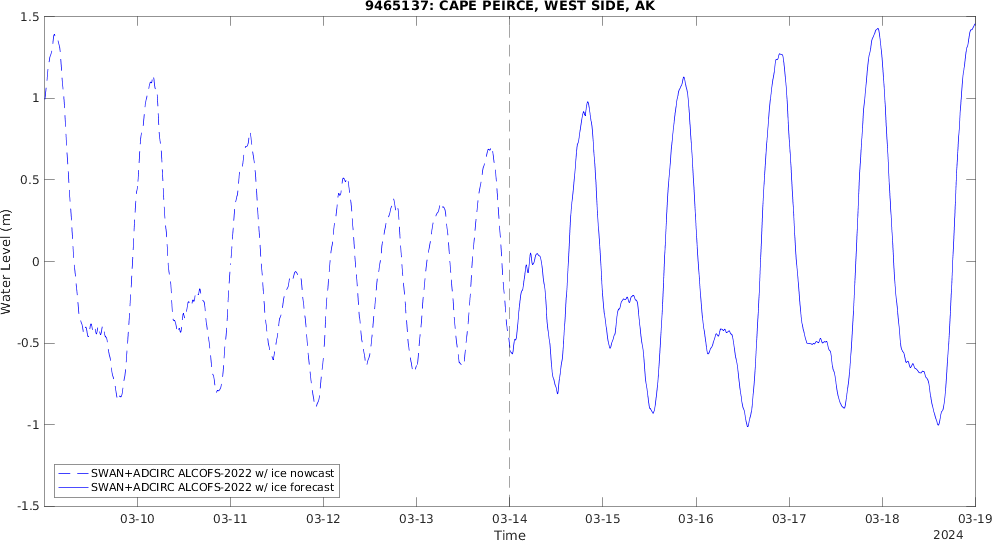 9465137: CAPE PEIRCE, WEST SIDE, AK
1.5
1
0.5
0
-0.5
-1
-1.5
Water Level (m)
SWAN+ADCIRC ALCOFS-2022 w/ ice nowcast
SWAN+ADCIRC ALCOFS-2022 w/ ice forecast
03-10 03-11 03-12 03-13 03-14 03-15 03-16 03-17 03-18 03-19
Time
2024